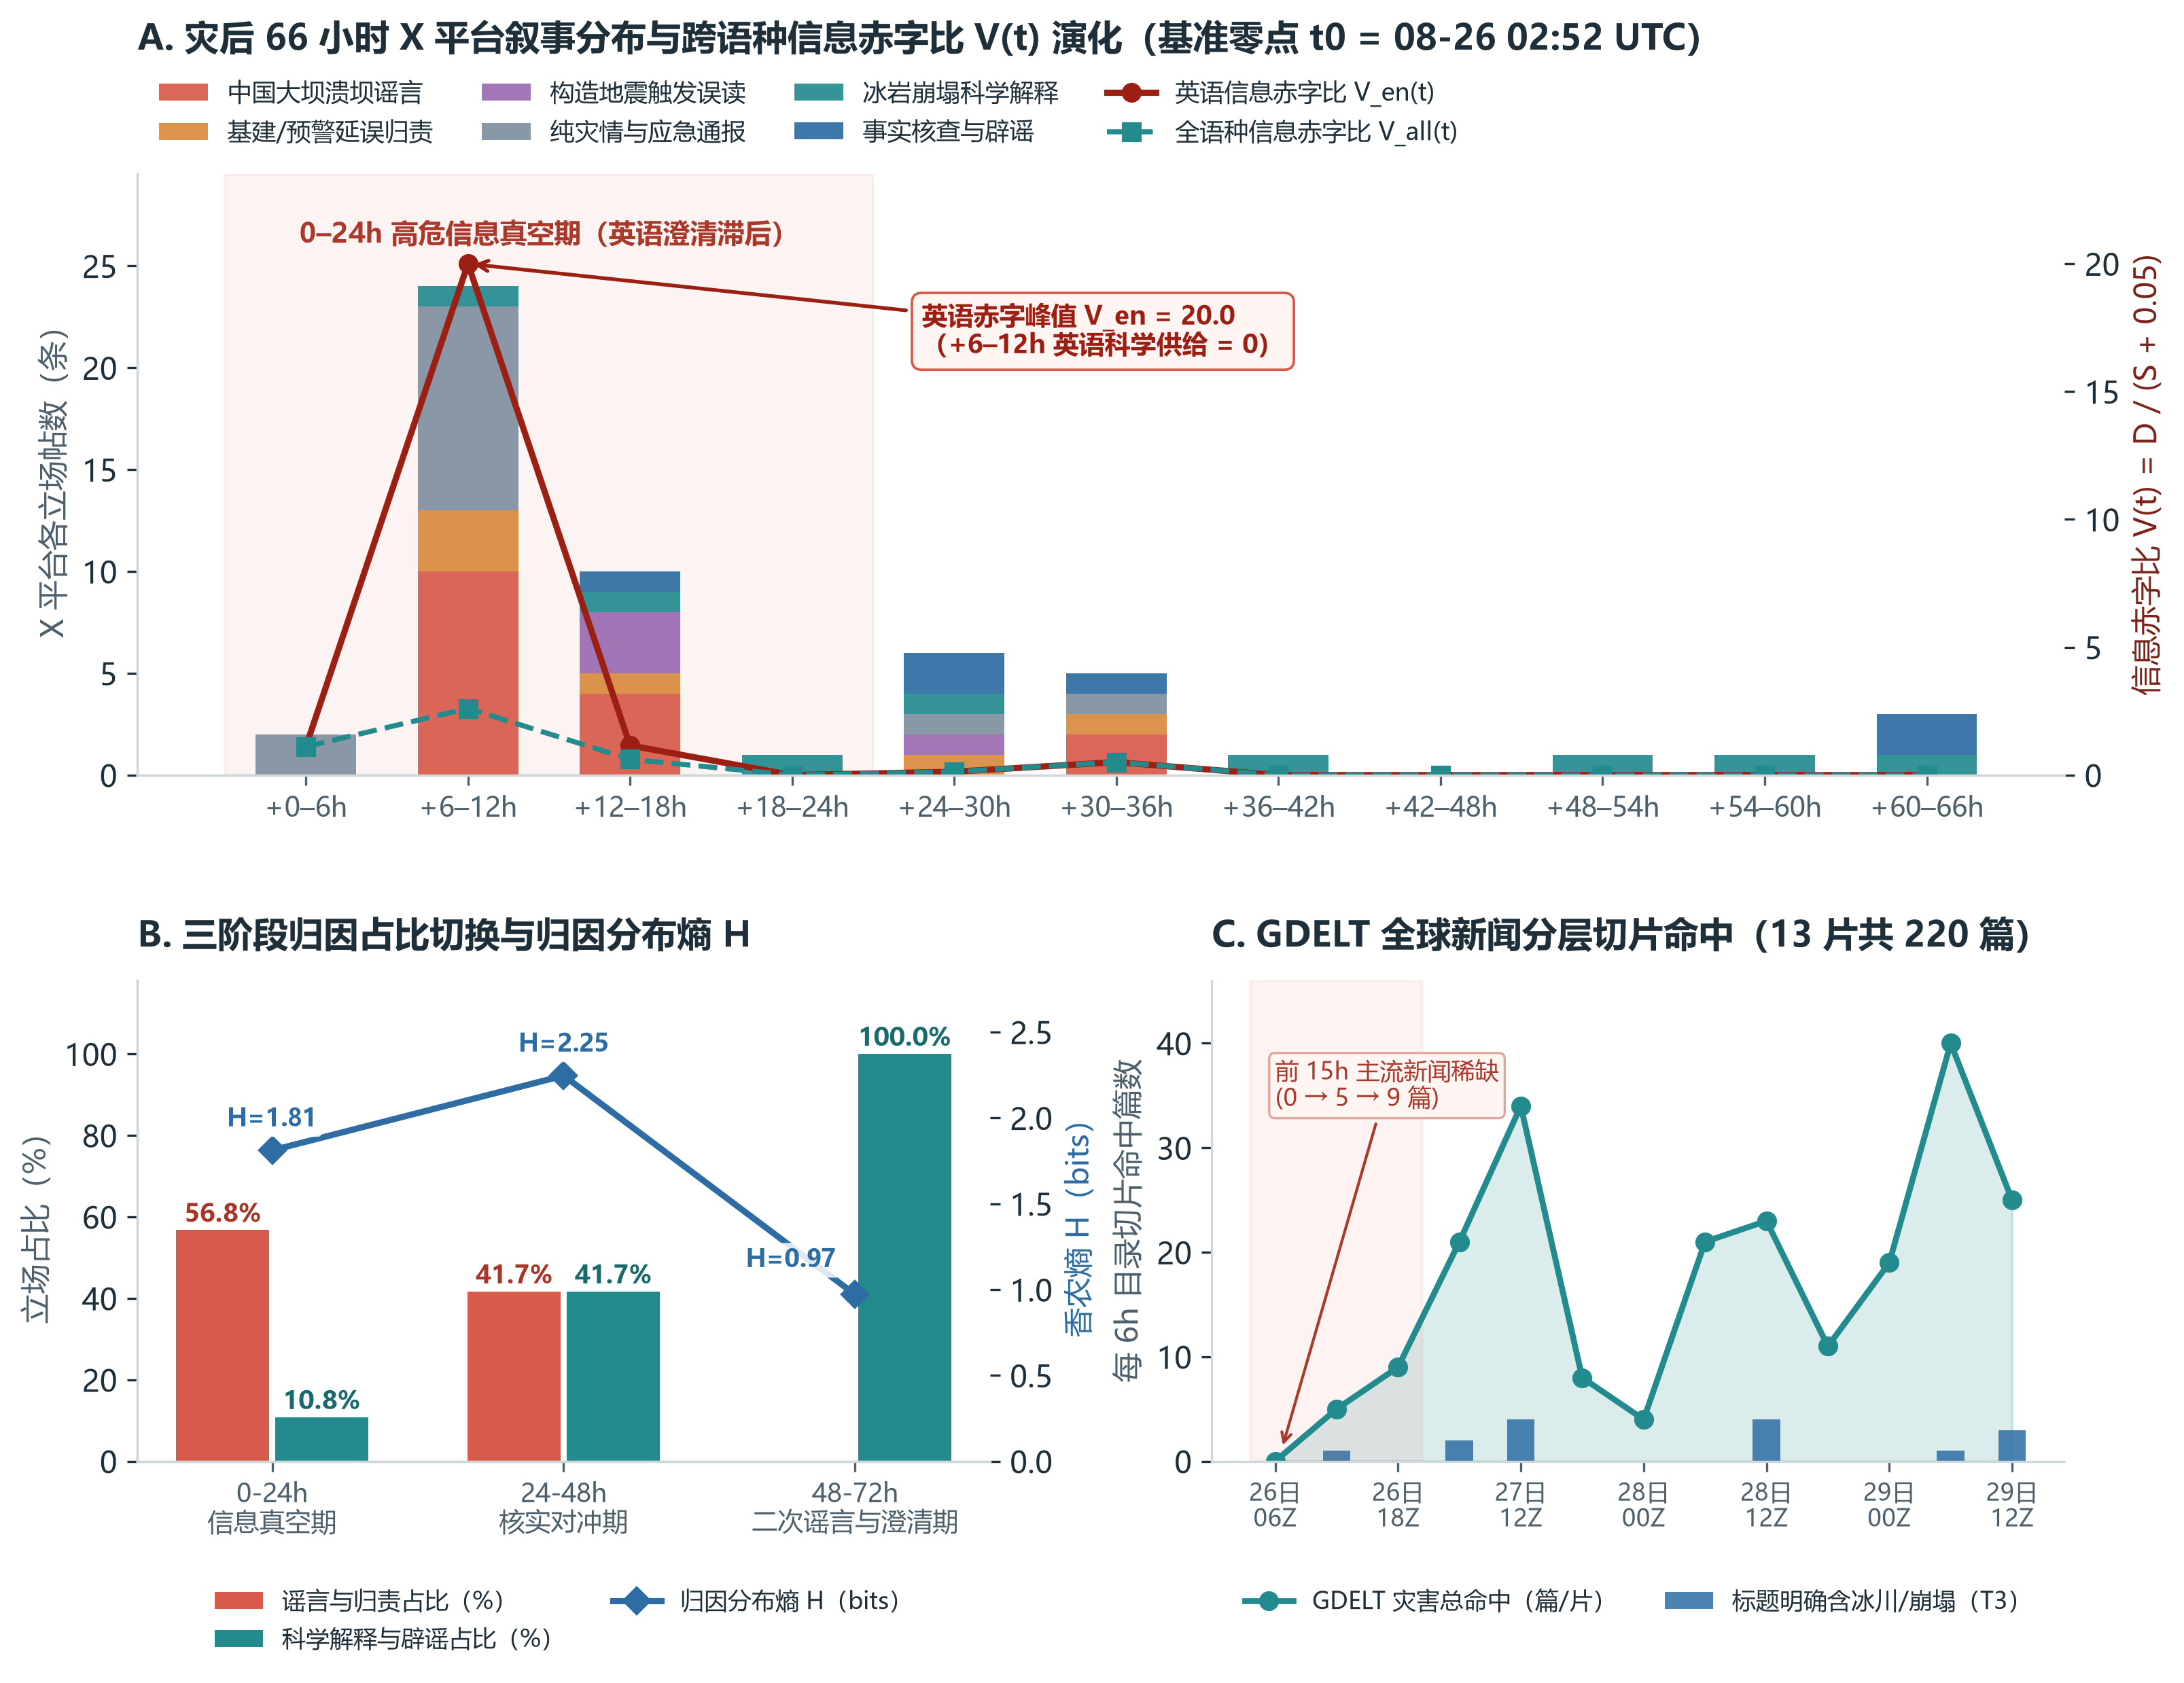 A. 灾后 66 小时 X 平台叙事分布与跨语种信息赤字比 V(t) 演化（基准零点 t0 = 08-26 02:52 UTC）
中国大坝溃坝谣言
构造地震触发误读
冰岩崩塌科学解释
英语信息赤字比 V_en(t)
基建/预警延误归责
纯灾情与应急通报
事实核查与辟谣
全语种信息赤字比 V_all(t)
0–24h 高危信息真空期（英语澄清滞后）
英语赤字峰值 V_en = 20.0
（+6–12h 英语科学供给 = 0）
X 平台各立场帖数（条）
25
20
15
10
5
0
信息赤字比 V(t) = D / (S + 0.05)
20
15
10
5
0
+0–6h
+6–12h
+12–18h
+18–24h
+24–30h
+30–36h
+36–42h
+42–48h
+48–54h
+54–60h
+60–66h
B. 三阶段归因占比切换与归因分布熵 H
立场占比（%）
100
80
60
40
20
0
H=1.81
H=2.25
H=0.97
56.8%
10.8%
41.7%
41.7%
100.0%
2.5
2.0
1.5
1.0
0.5
0.0
香农熵 H（bits）
0-24h
信息真空期
24-48h
核实对冲期
48-72h
二次谣言与澄清期
谣言与归责占比（%）
归因分布熵 H（bits）
科学解释与辟谣占比（%）
C. GDELT 全球新闻分层切片命中（13 片共 220 篇）
每 6h 目录切片命中篇数
40
30
20
10
0
前 15h 主流新闻稀缺
(0 → 5 → 9 篇)
26日
06Z
26日
18Z
27日
12Z
28日
00Z
28日
12Z
29日
00Z
29日
12Z
GDELT 灾害总命中（篇/片）
标题明确含冰川/崩塌（T3）